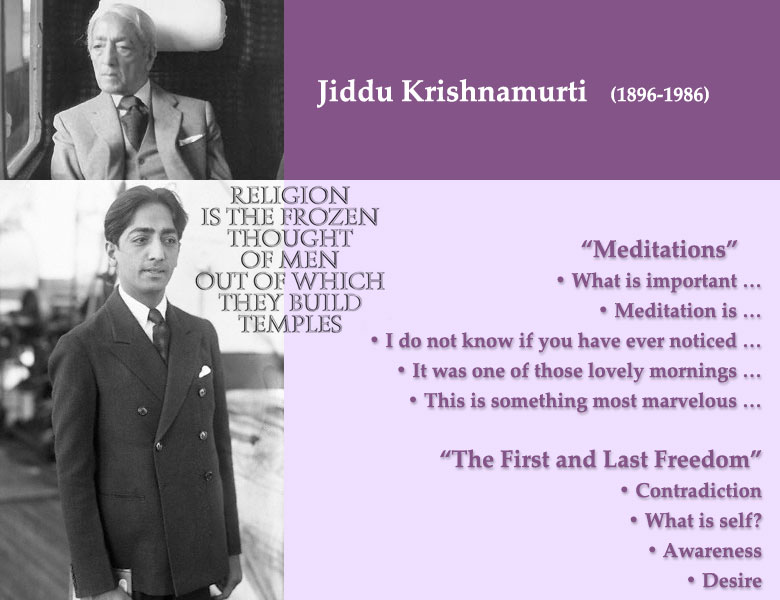 Jiddu Krishnamurti (1896-1986)
RELIGION
IS THE FROZEN
THOUGHT
OF MEN
OUT OF WHICH
THEY BUILD
TEMPLES
“Meditations”
• What is important …
• Meditation is …
• I do not know if you have ever noticed …
• It was one of those lovely mornings …
• This is something most marvelous …
“The First and Last Freedom”
• Contradiction
• What is self?
• Awareness
• Desire